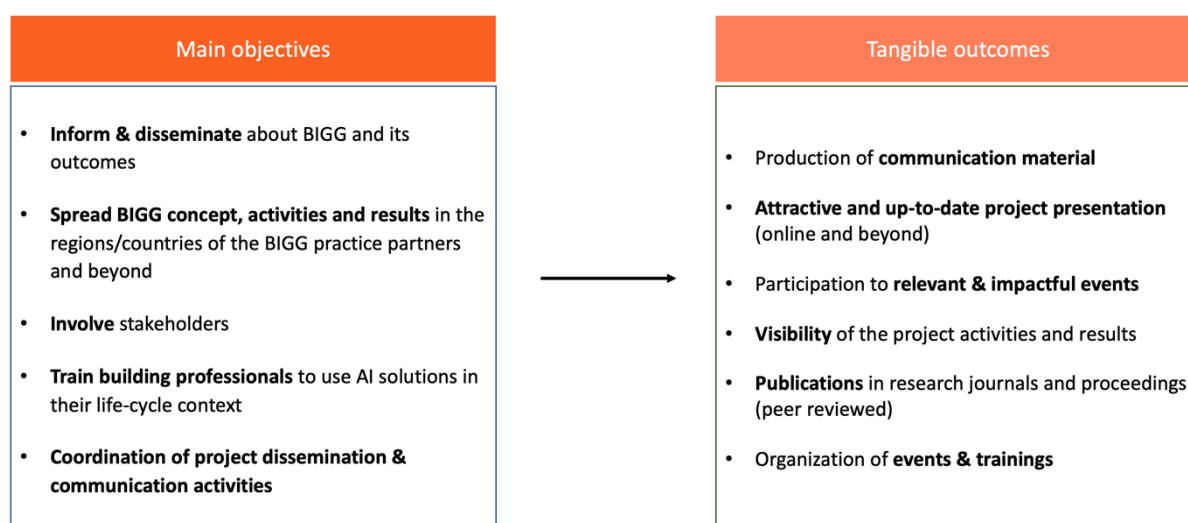 Main objectives
• Inform & disseminate about BIGG and its
outcomes
• Spread BIGG concept, activities and results in the
regions/countries of the BIGG practice partners
and beyond
• Involve stakeholders
• Train building professionals to use AI solutions in
their life-cycle context
• Coordination of project dissemination &
communication activities
Tangible outcomes
• Production of communication material
• Attractive and up-to-date project presentation
(online and beyond)
• Participation to relevant & impactful events
• Visibility of the project activities and results
• Publications in research journals and proceedings
(peer reviewed)
• Organization of events & trainings